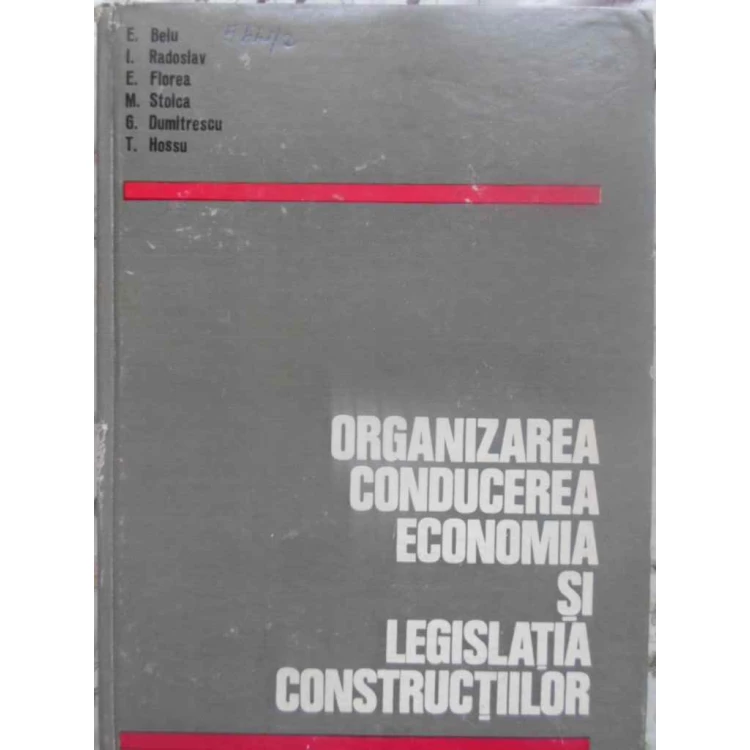 E. Belu
I. Radoslav
E. Florea
M. Stoica
G. Dumitrescu
T. Hossu
ORGANIZAREA
CONDUCEREA
ECONOMIA
ȘI
LEGISLAȚIA
CONSTRUCȚIILOR